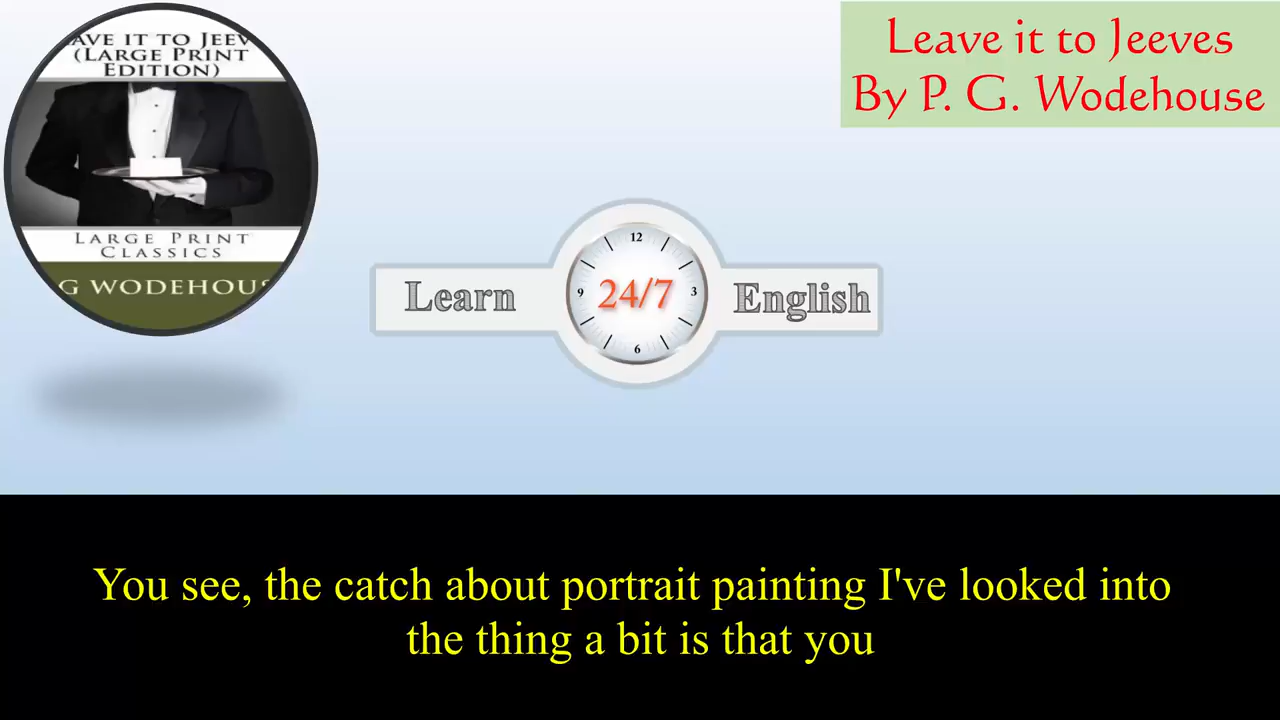 AVE IT TO JEEV
(LARGE PRINT
EDITION)
LARGE PRINT
CLASSICS
G WODEHOUS
Leave it to Jeeves
By P. G. Wodehouse
Learn
12
9
24/7
3
6
English
You see, the catch about portrait painting I've looked into
the thing a bit is that you